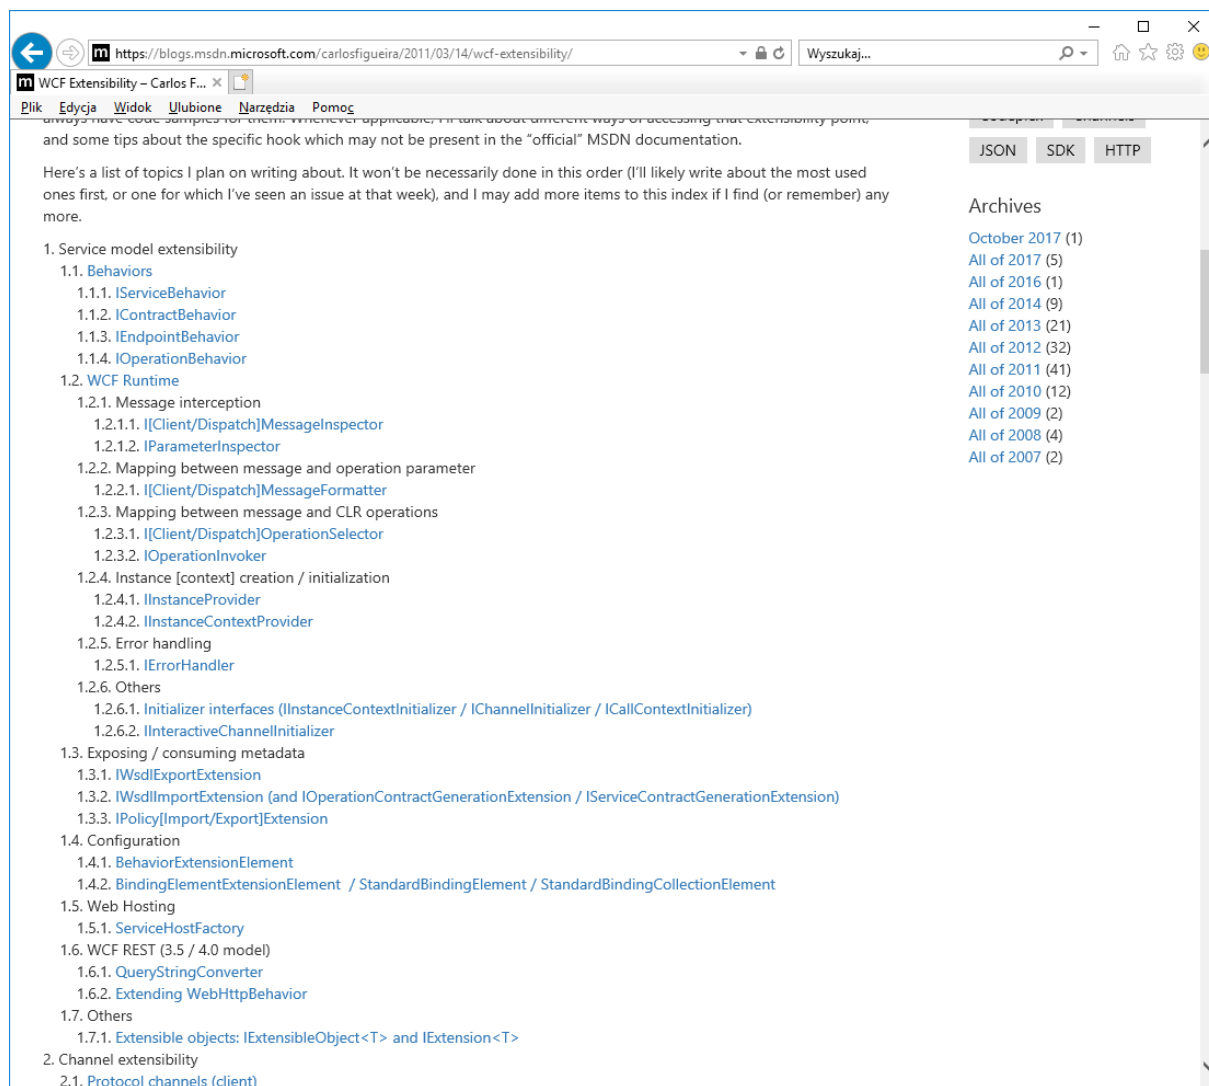 https://blogs.msdn.microsoft.com/carlosfigueira/2011/03/14/wcf-extensibility/
Wyszukaj...
WCF Extensibility – Carlos F...
Plik Edycja Widok Ulubione Narzędzia Pomoc
always have code samples for them. Whenever applicable, I'll talk about different ways of accessing that extensibility point,
and some tips about the specific hook which may not be present in the “official” MSDN documentation.
Here's a list of topics I plan on writing about. It won't be necessarily done in this order (I'll likely write about the most used
ones first, or one for which I've seen an issue at that week), and I may add more items to this index if I find (or remember) any
more.
1. Service model extensibility
1.1. Behaviors
1.1.1. IServiceBehavior
1.1.2. IContractBehavior
1.1.3. IEndpointBehavior
1.1.4. IOperationBehavior
1.2. WCF Runtime
1.2.1. Message interception
1.2.1.1. I[Client/Dispatch]MessageInspector
1.2.1.2. IParameterInspector
1.2.2. Mapping between message and operation parameter
1.2.2.1. I[Client/Dispatch]MessageFormatter
1.2.3. Mapping between message and CLR operations
1.2.3.1. I[Client/Dispatch]OperationSelector
1.2.3.2. IOperationInvoker
1.2.4. Instance [context] creation / initialization
1.2.4.1. IInstanceProvider
1.2.4.2. IInstanceContextProvider
1.2.5. Error handling
1.2.5.1. IErrorHandler
1.2.6. Others
1.2.6.1. Initializer interfaces (IInstanceContextInitializer / IChannelInitializer / ICallContextInitializer)
1.2.6.2. IInteractiveChannelInitializer
1.3. Exposing / consuming metadata
1.3.1. IWsdlExportExtension
1.3.2. IWsdlImportExtension (and IOperationContractGenerationExtension / IServiceContractGenerationExtension)
1.3.3. IPolicy[Import/Export]Extension
1.4. Configuration
1.4.1. BehaviorExtensionElement
1.4.2. BindingElementExtensionElement / StandardBindingElement / StandardBindingCollectionElement
1.5. Web Hosting
1.5.1. ServiceHostFactory
1.6. WCF REST (3.5 / 4.0 model)
1.6.1. QueryStringConverter
1.6.2. Extending WebHttpBehavior
1.7. Others
1.7.1. Extensible objects: IExtensibleObject<T> and IExtension<T>
2. Channel extensibility
2.1. Protocol channels (client)
JSON SDK HTTP
Archives
October 2017 (1)
All of 2017 (5)
All of 2016 (1)
All of 2014 (9)
All of 2013 (21)
All of 2012 (32)
All of 2011 (41)
All of 2010 (12)
All of 2009 (2)
All of 2008 (4)
All of 2007 (2)